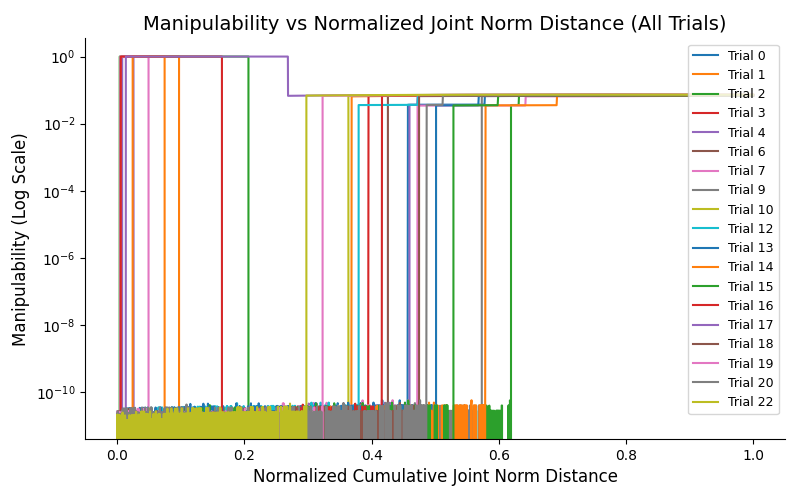 Manipulability vs Normalized Joint Norm Distance (All Trials)
Manipulability (Log Scale)
10^0
10^-2
10^-4
10^-6
10^-8
10^-10
Trial 0
Trial 1
Trial 2
Trial 3
Trial 4
Trial 6
Trial 7
Trial 9
Trial 10
Trial 12
Trial 13
Trial 14
Trial 15
Trial 16
Trial 17
Trial 18
Trial 19
Trial 20
Trial 22
0.0 0.2 0.4 0.6 0.8 1.0
Normalized Cumulative Joint Norm Distance